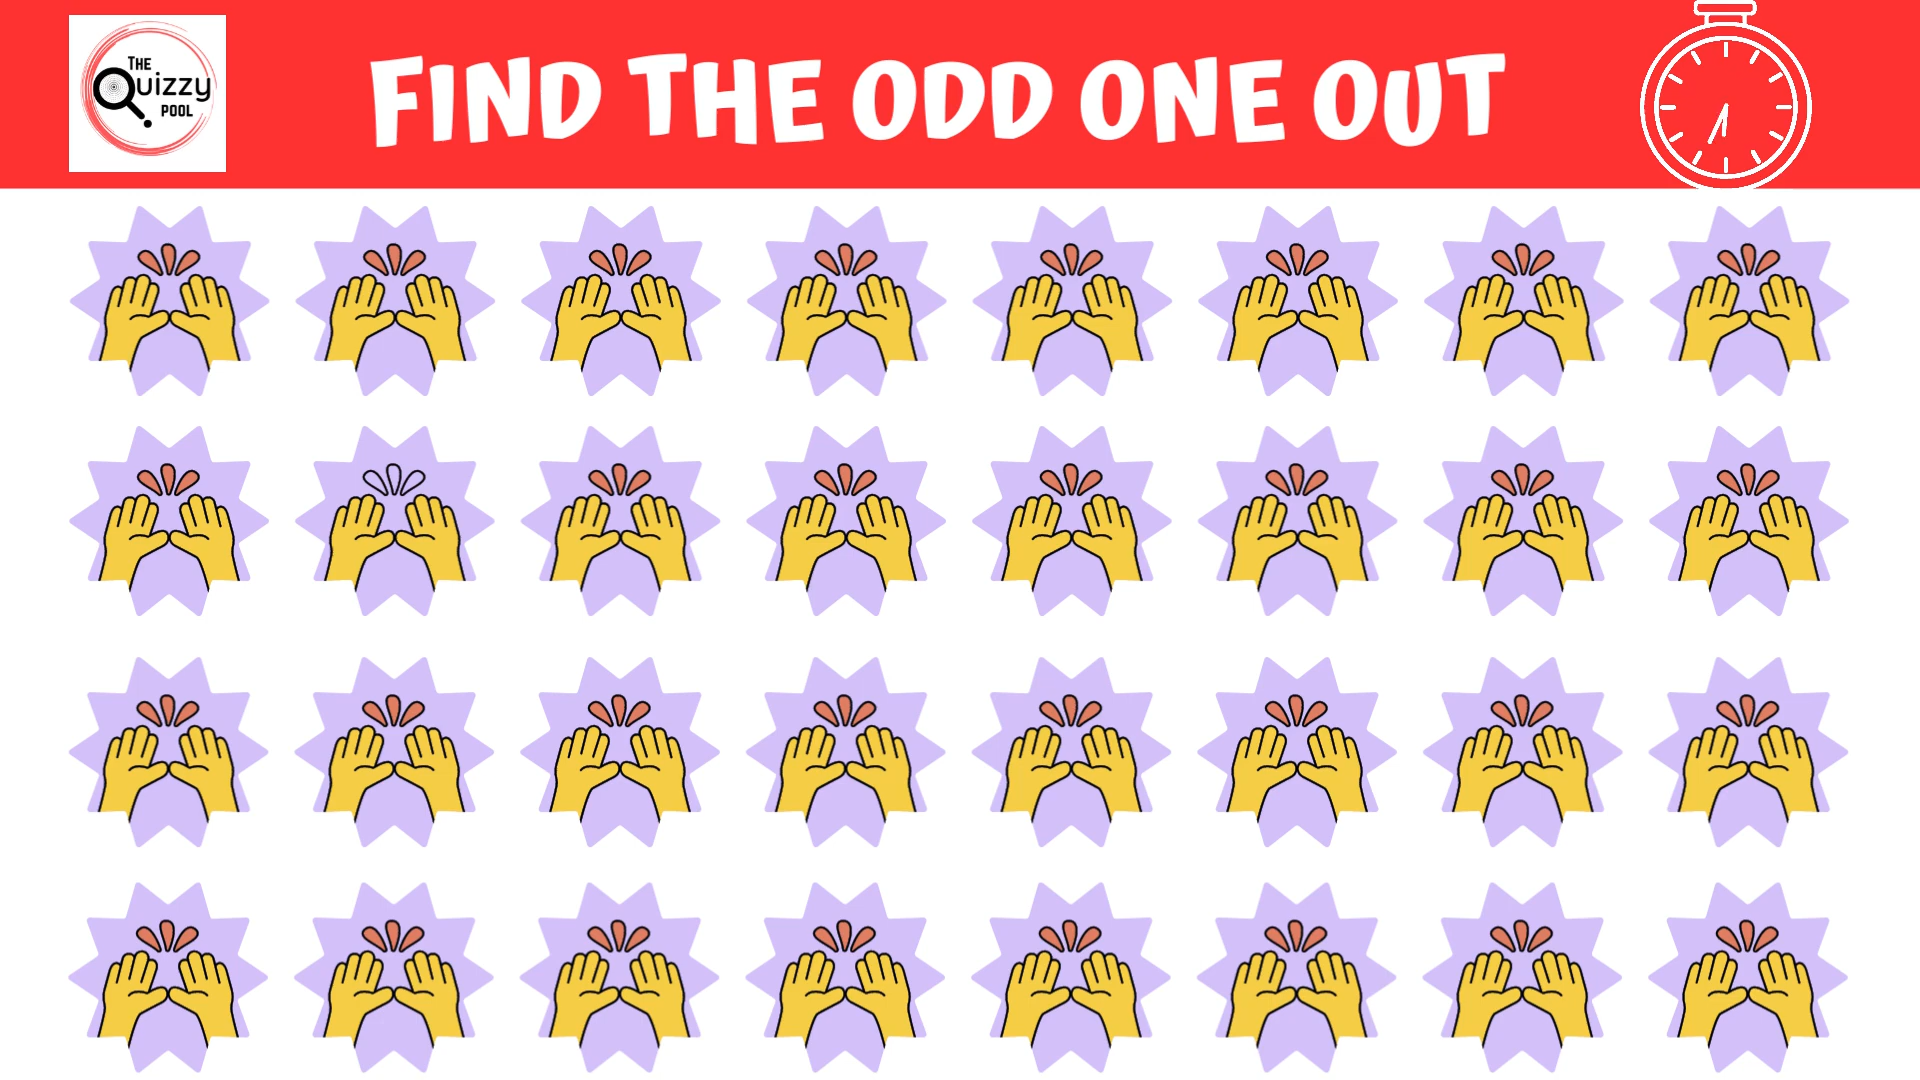 THE
Quizzy
POOL
FIND THE ODD ONE OUT